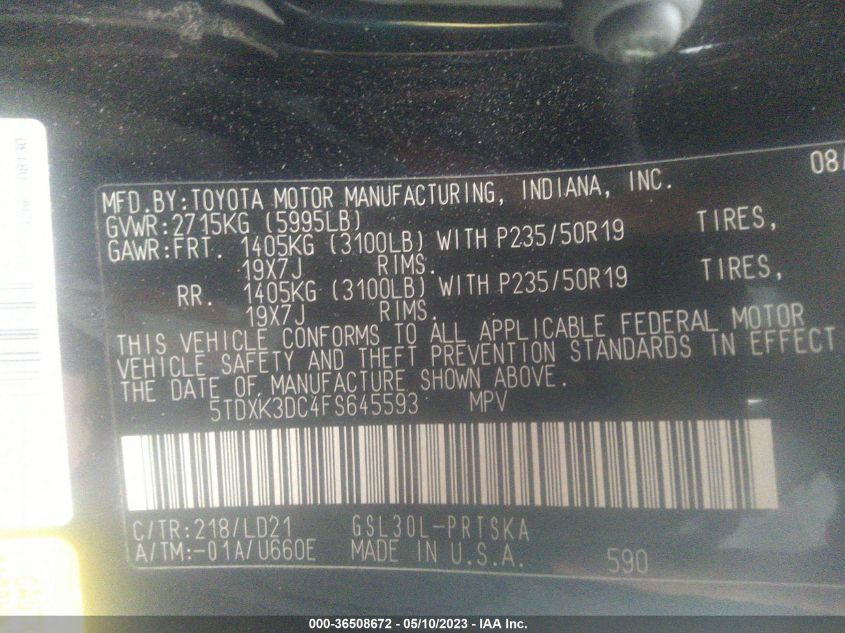 08/
MFD.BY:TOYOTA MOTOR MANUFACTURING, INDIANA, INC.
GVWR:2715KG (5995LB)
GAWR:FRT. 1405KG (3100LB) WITH P235/50R19 TIRES,
19X7J RIMS.
RR. 1405KG (3100LB) WITH P235/50R19 TIRES,
19X7J RIMS.
THIS VEHICLE CONFORMS TO ALL APPLICABLE FEDERAL MOTOR
VEHICLE SAFETY AND THEFT PREVENTION STANDARDS IN EFFECT
THE DATE OF MANUFACTURE SHOWN ABOVE.
5TDXK3DC4FS645593 MPV
C/TR:218/LD21 GSL30L-PRTSKA
A/TM:-01A/U660E MADE IN U.S.A. 590
000-36508672 - 05/10/2023 - IAA Inc.